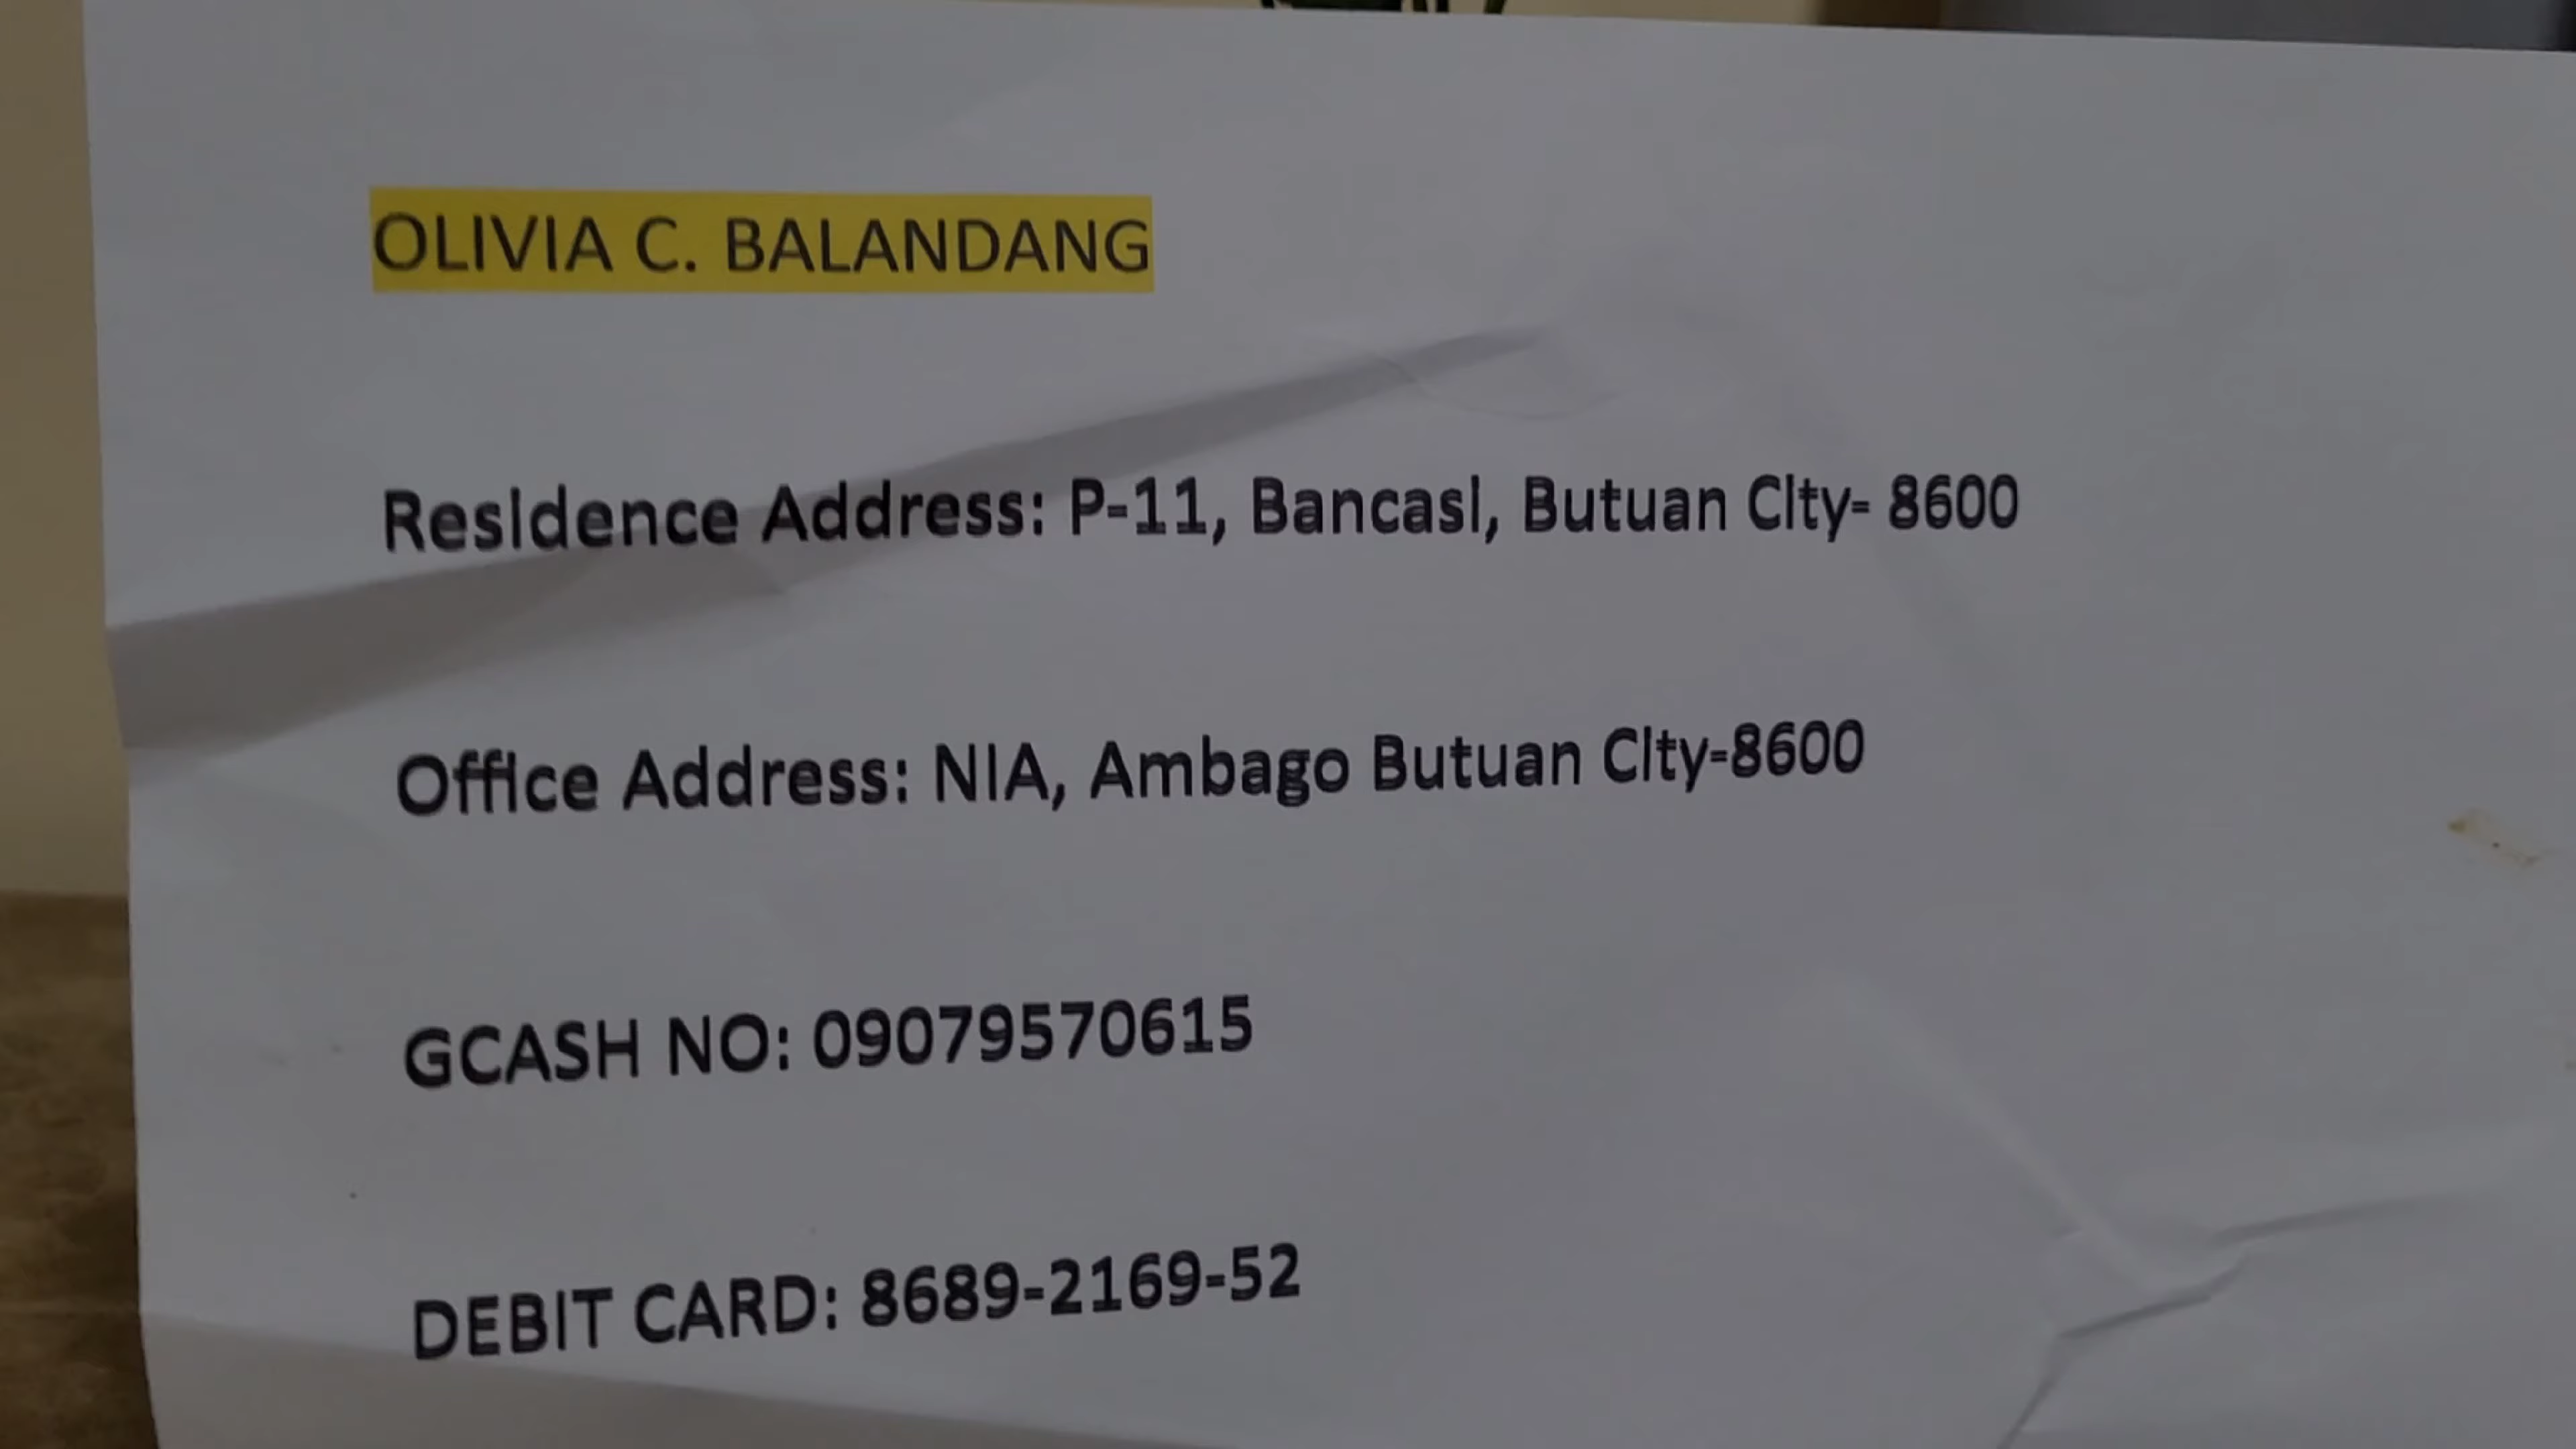 OLIVIA C. BALANDANG
Residence Address: P-11, Bancasi, Butuan City- 8600
Office Address: NIA, Ambago Butuan City-8600
GCASH NO: 09079570615
DEBIT CARD: 8689-2169-52